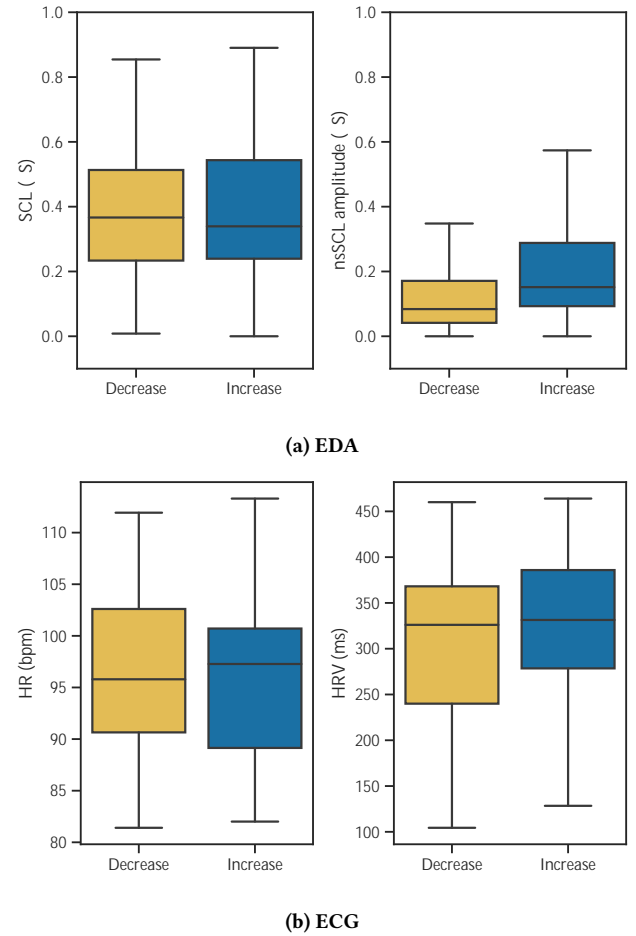 1.0
0.8
0.6
0.4
0.2
0.0
SCL ( S)
Decrease Increase
1.0
0.8
0.6
0.4
0.2
0.0
nsSCL amplitude ( S)
Decrease Increase
(a) EDA
110
105
100
95
90
85
80
HR (bpm)
Decrease Increase
450
400
350
300
250
200
150
100
HRV (ms)
Decrease Increase
(b) ECG